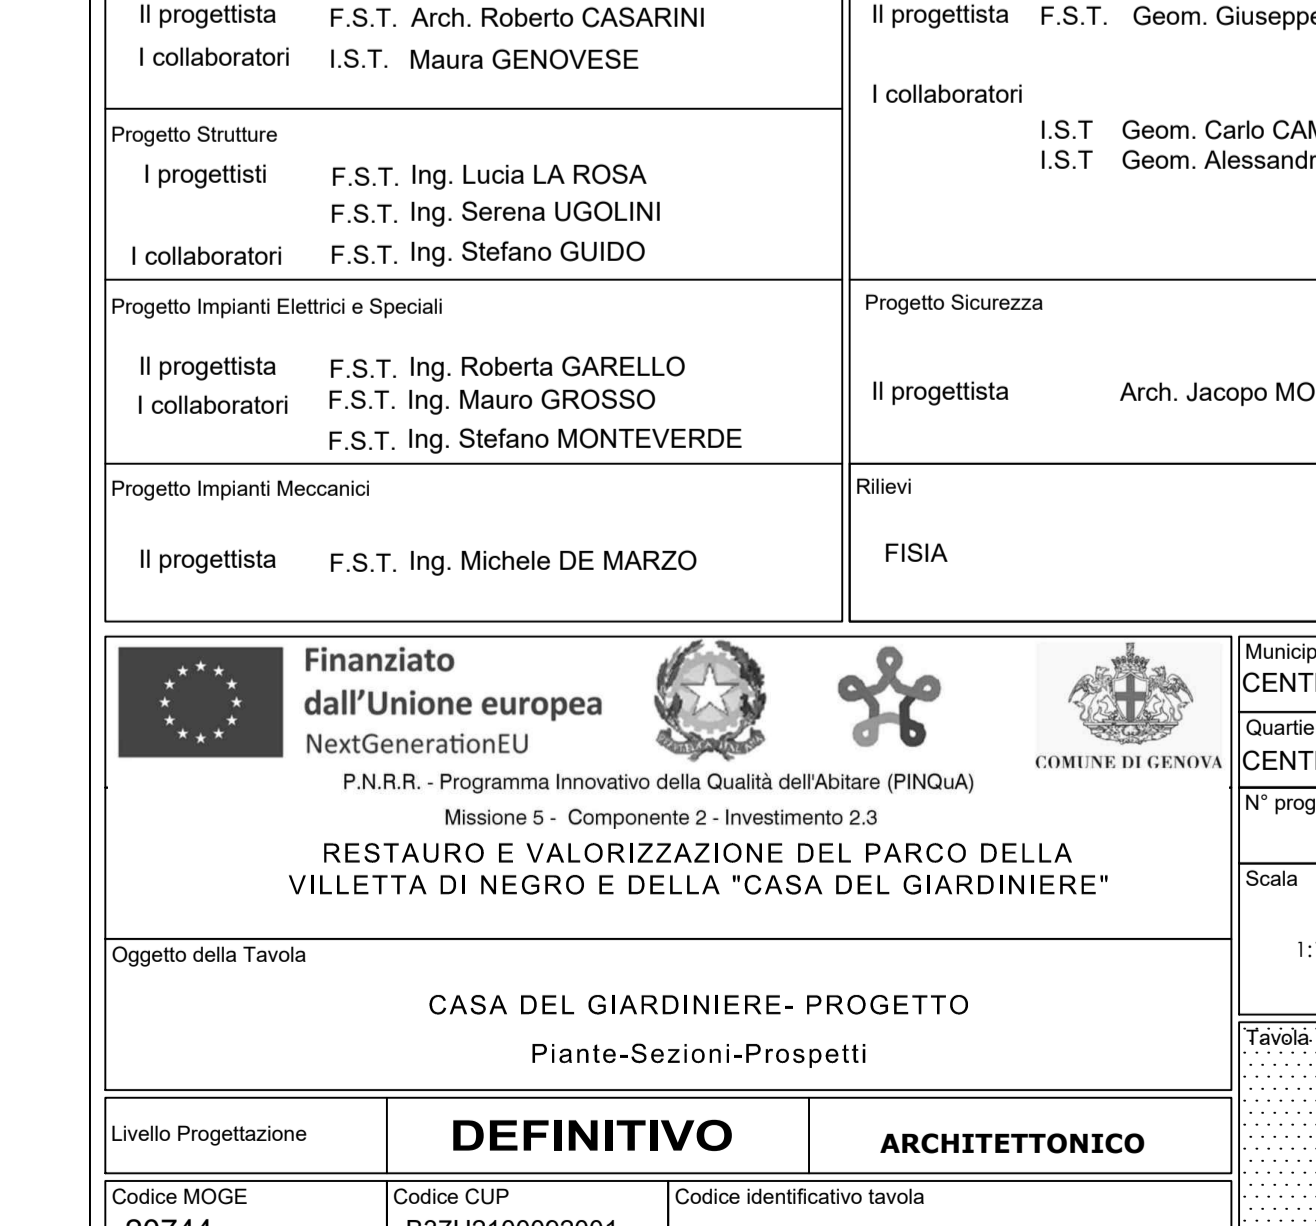 Il progettista F.S.T. Arch. Roberto CASARINI
I collaboratori I.S.T. Maura GENOVESE
Il progettista F.S.T. Geom.
I collaboratori
I.S.T Geom. Carlo
I.S.T Geom.
Progetto Strutture
I progettisti F.S.T. Ing. Lucia LA ROSA
F.S.T. Ing. Serena UGOLINI
I collaboratori F.S.T. Ing. Stefano GUIDO
Progetto Impianti Elettrici e Speciali
Il progettista F.S.T. Ing. Roberta GARELLO
I collaboratori F.S.T. Ing. Mauro GROSSO
F.S.T. Ing. Stefano MONTEVERDE
Progetto Sicurezza
Il progettista Arch. Jacopo
Progetto Impianti Meccanici
Il progettista F.S.T. Ing. Michele DE MARZO
Rilievi
FISIA
Finanziato
dall'Unione europea
NextGenerationEU
COMUNE DI GENOVA
P.N.R.R. - Programma Innovativo della Qualità dell'Abitare (PINQuA)
Missione 5 - Componente 2 - Investimento 2.3
RESTAURO E VALORIZZAZIONE DEL PARCO DELLA
VILLETTA DI NEGRO E DELLA "CASA DEL GIARDINIERE"
N°
Scala
Oggetto della Tavola
CASA DEL GIARDINIERE- PROGETTO
Piante-Sezioni-Prospetti
Tavola
Livello Progettazione DEFINITIVO ARCHITETTONICO
Codice MOGE Codice CUP Codice identificativo tavola